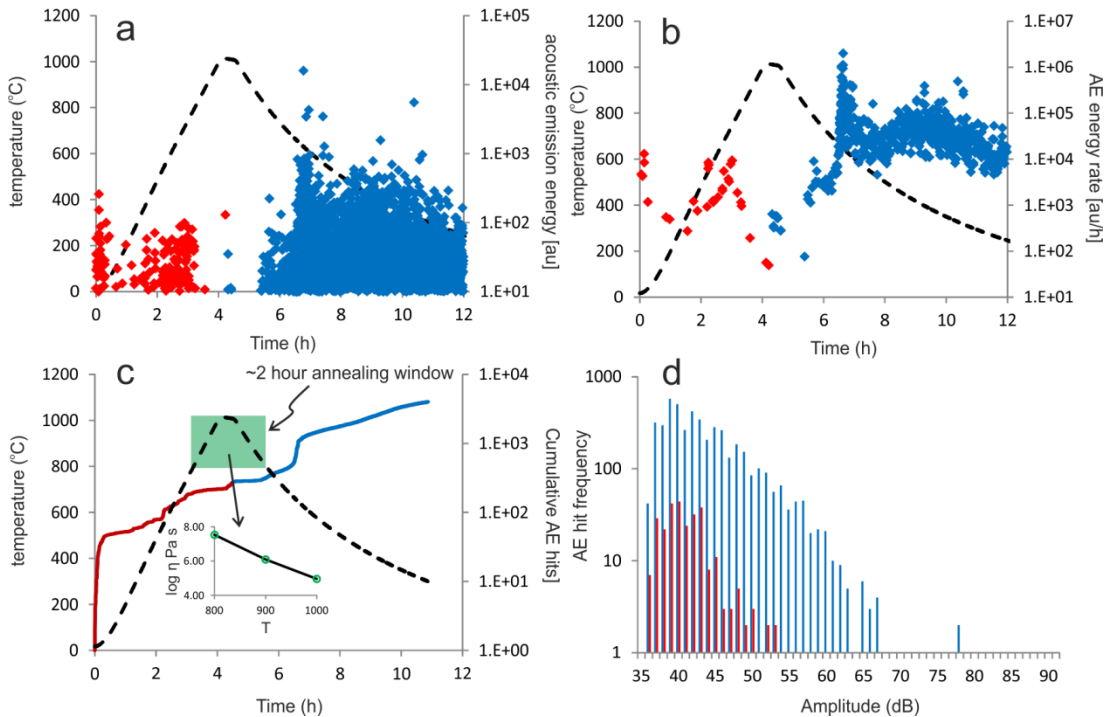 a
1200
1000
800
600
400
200
0
temperature (°C)
1.E+05
1.E+04
1.E+03
1.E+02
1.E+01
acoustic emission energy [au]
0 2 4 6 8 10 12
Time (h)
b
1200
1000
800
600
400
200
0
temperature (°C)
1.E+07
1.E+06
1.E+05
1.E+04
1.E+03
1.E+02
1.E+01
AE energy rate [au/h]
0 2 4 6 8 10 12
Time (h)
c
~2 hour annealing window
1200
1000
800
600
400
200
0
temperature (°C)
1.E+04
1.E+03
1.E+02
1.E+01
1.E+00
Cumulative AE hits]
log η Pa s
8.00
6.00
4.00
800 900 1000
T
0 2 4 6 8 10 12
Time (h)
d
1000
100
10
1
AE hit frequency
35 40 45 50 55 65 70 75 80 85 90
Amplitude (dB)